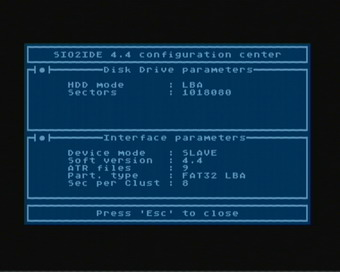 SIO2IDE 4.4 configuration center
Disk Drive parameters
HDD mode : LBA
Sectors : 1018080
Interface parameters
Device mode : SLAVE
Soft version : 4.4
ATR files : 9
Part. type : FAT32 LBA
Sec per Clust : 8
Press 'Esc' to close